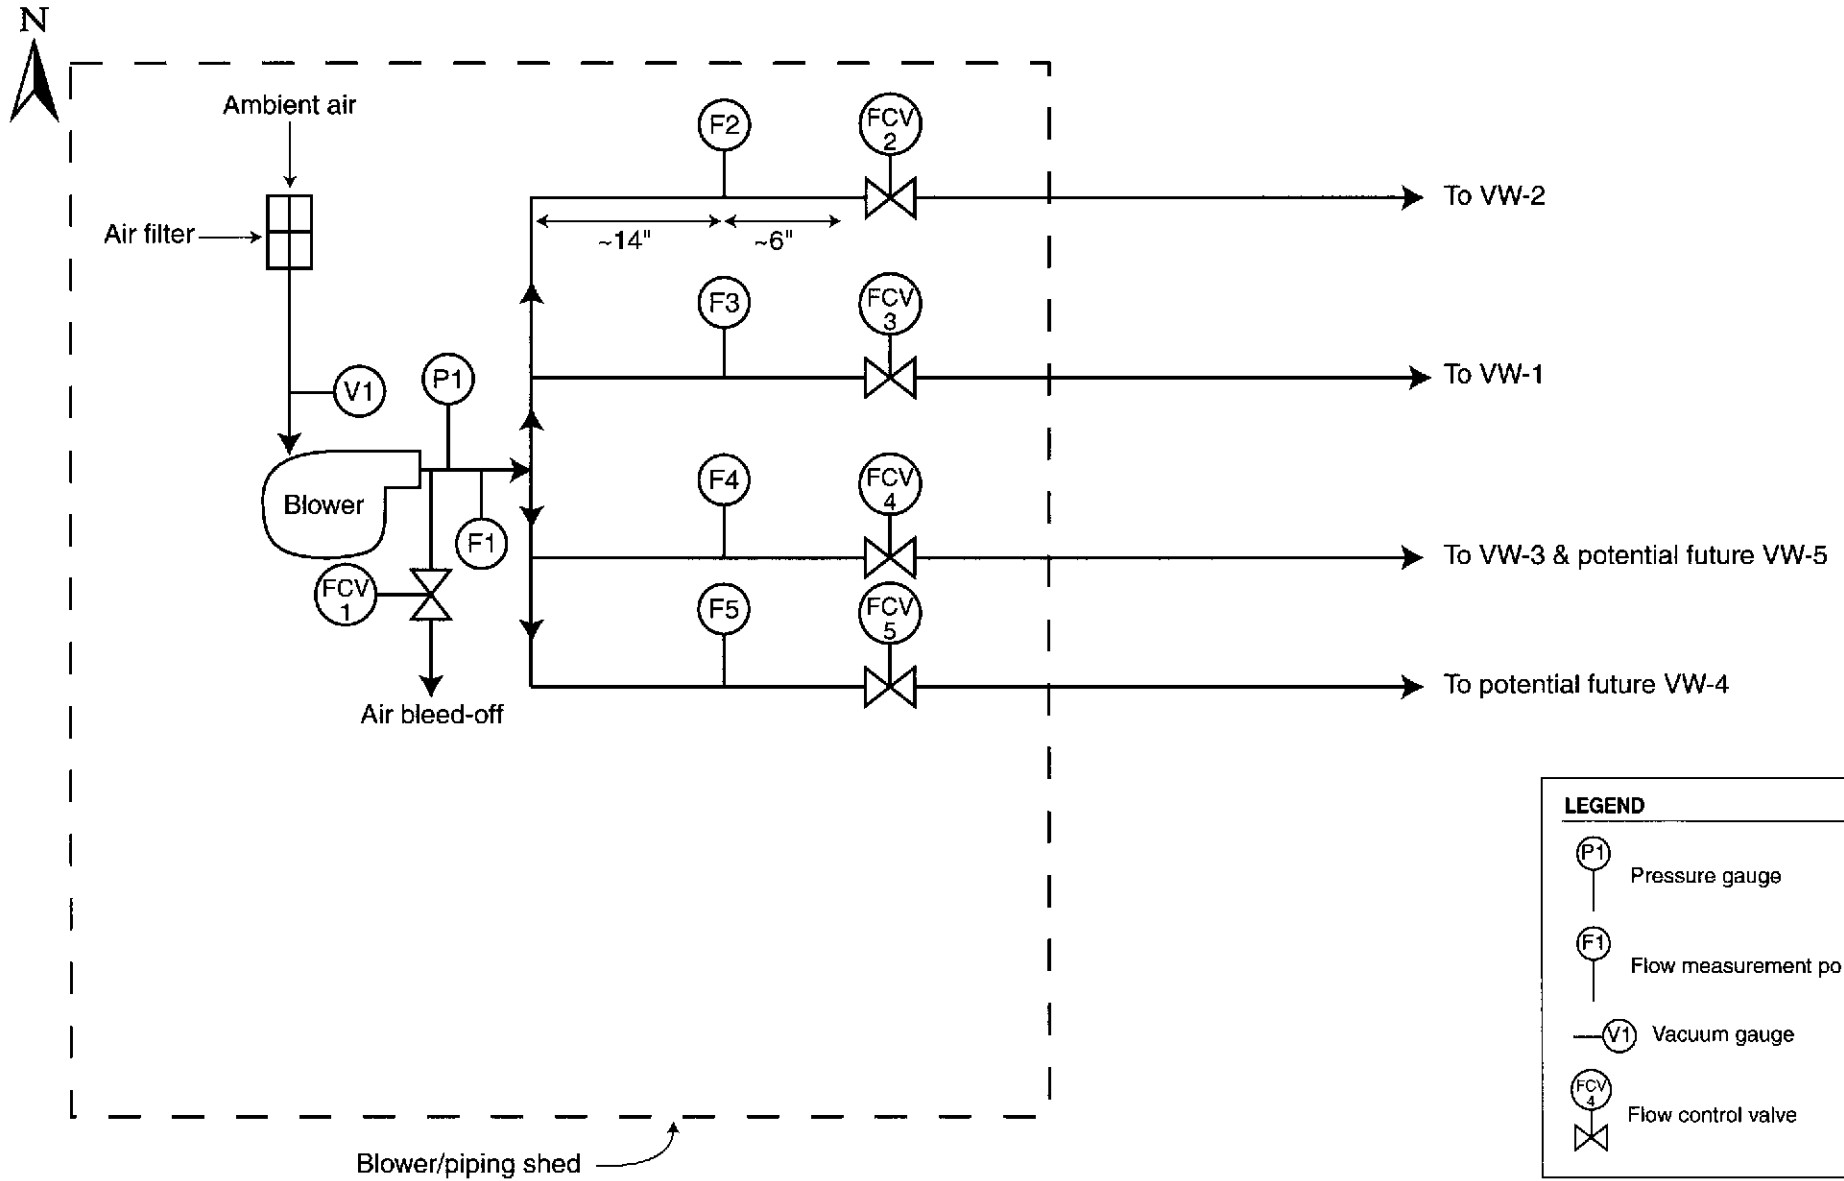 N
Ambient air
Air filter
F2
FCV
2
To VW-2
~14"
~6"
F3
FCV
3
To VW-1
V1
P1
Blower
F1
FCV
1
Air bleed-off
F4
FCV
4
To VW-3 & potential future VW-5
F5
FCV
5
To potential future VW-4
Blower/piping shed
LEGEND
P1
Pressure gauge
F1
Flow measurement po
V1
Vacuum gauge
FCV
4
Flow control valve